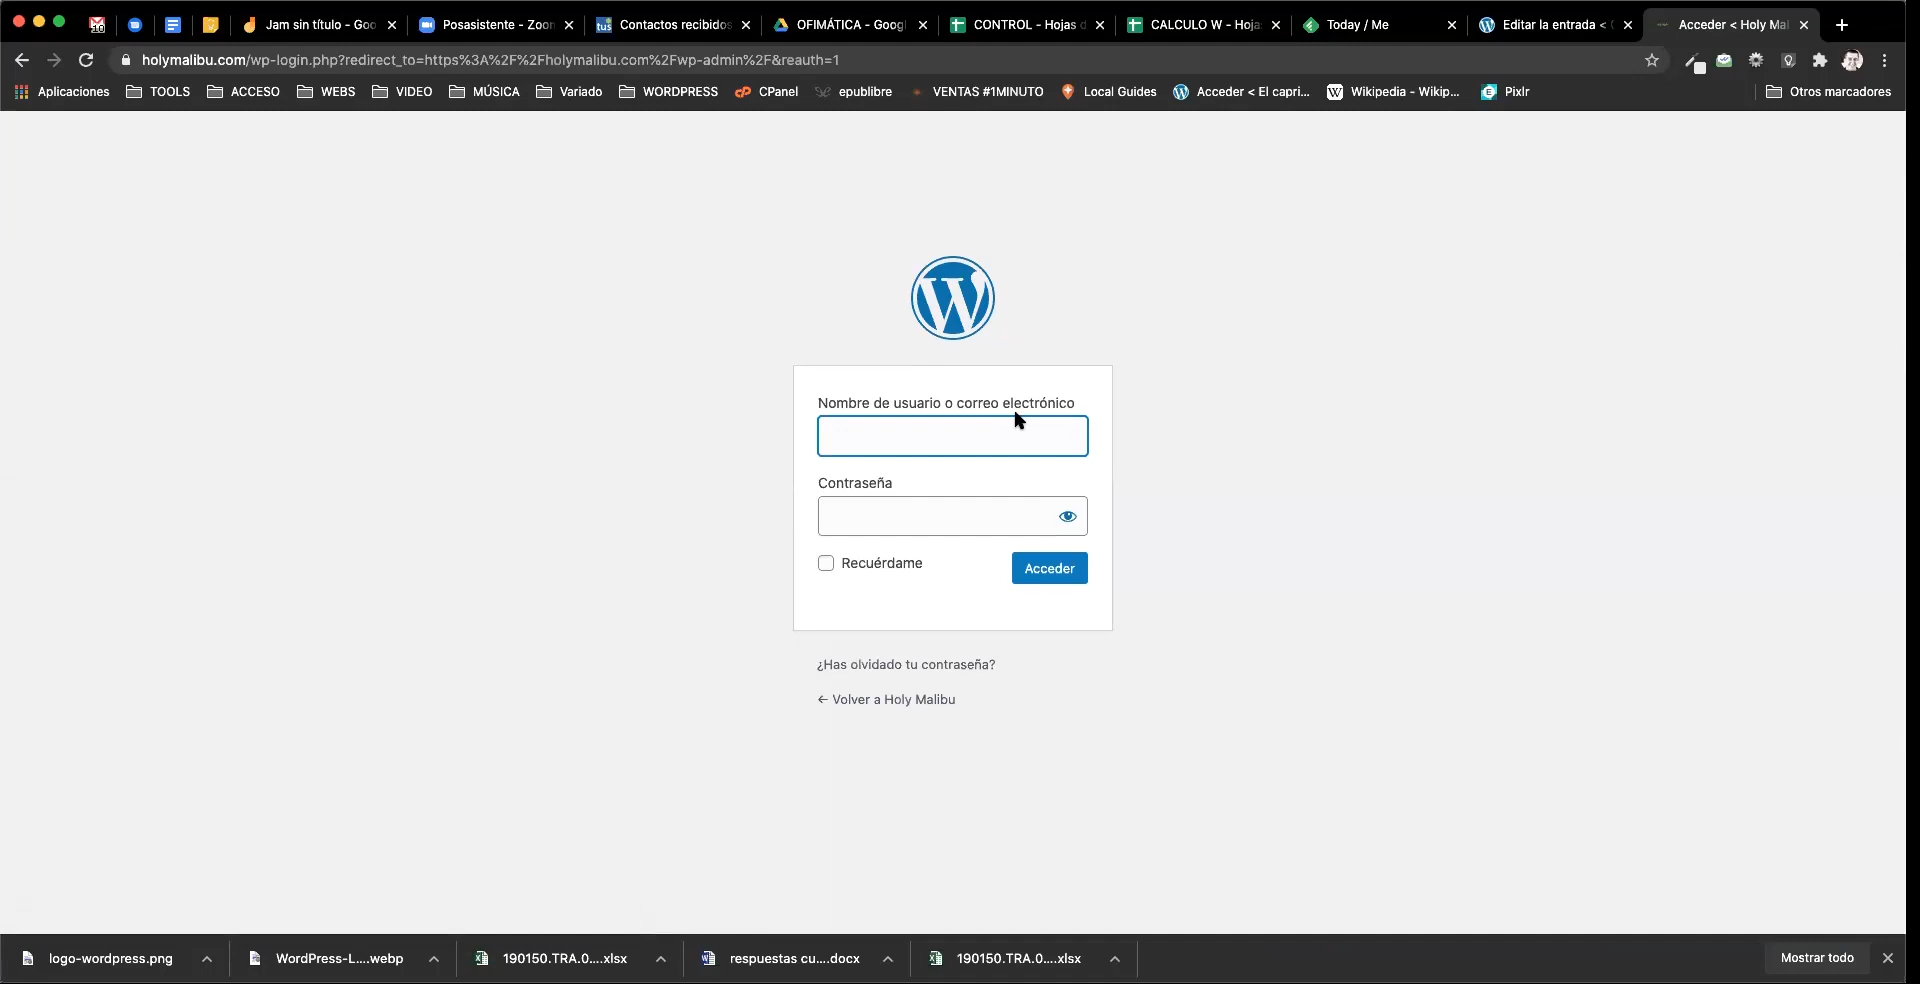 10 Jam sin título - Goo Posasistente - Zoon tus Contactos recibidos OFIMÁTICA - Googl CONTROL - Hojas d CALCULO W - Hoja Today / Me Editar la entrada < Acceder < Holy Mal
holymalibu.com/wp-login.php?redirect_to=https%3A%2F%2Fholymalibu.com%2Fwp-admin%2F&reauth=1
Aplicaciones TOOLS ACCESO WEBS VIDEO MÚSICA Variado WORDPRESS CPanel epublibre VENTAS #1MINUTO Local Guides Acceder < El capri... Wikipedia - Wikip... Pixlr Otros marcadores
Nombre de usuario o correo electrónico
Contraseña
Recuérdame Acceder
¿Has olvidado tu contraseña?
← Volver a Holy Malibu
logo-wordpress.png WordPress-L....webp 190150.TRA.0....xlsx respuestas cu....docx 190150.TRA.0....xlsx Mostrar todo